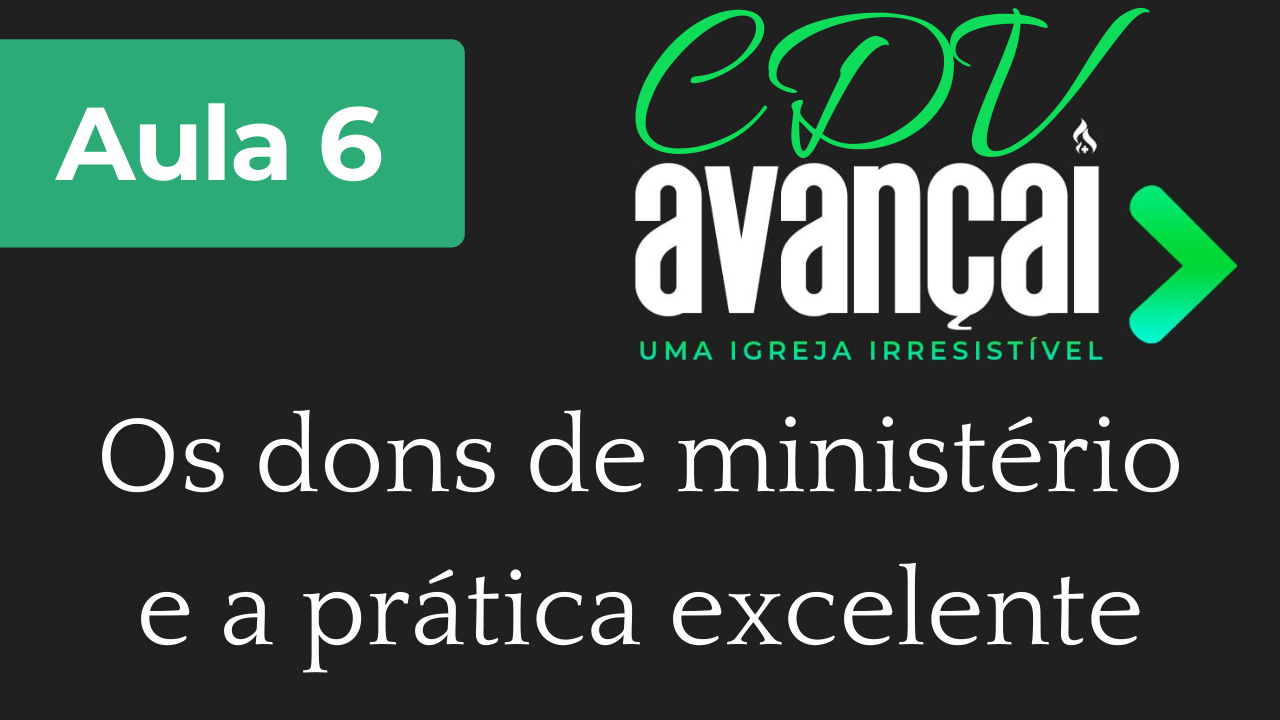 Aula 6
CDV
avançai
UMA IGREJA IRRESISTÍVEL
Os dons de ministério
e a prática excelente